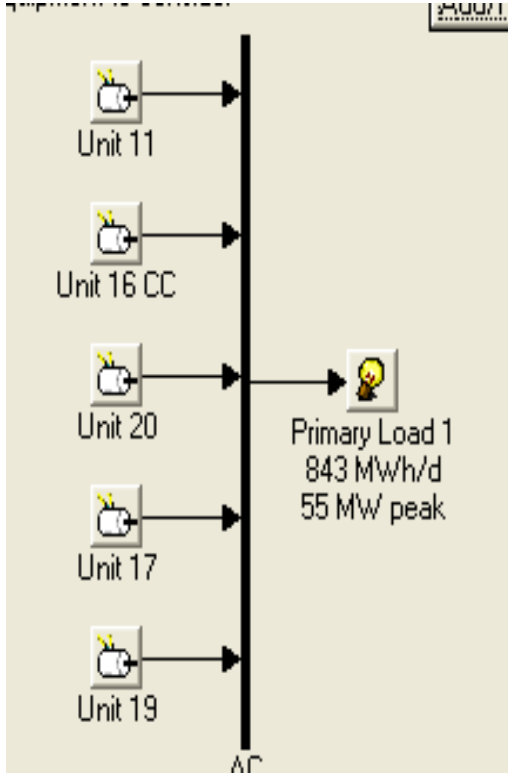 Unit 11
Unit 16 CC
Unit 20
Primary Load 1
843 MWh/d
55 MW peak
Unit 17
Unit 19
AC